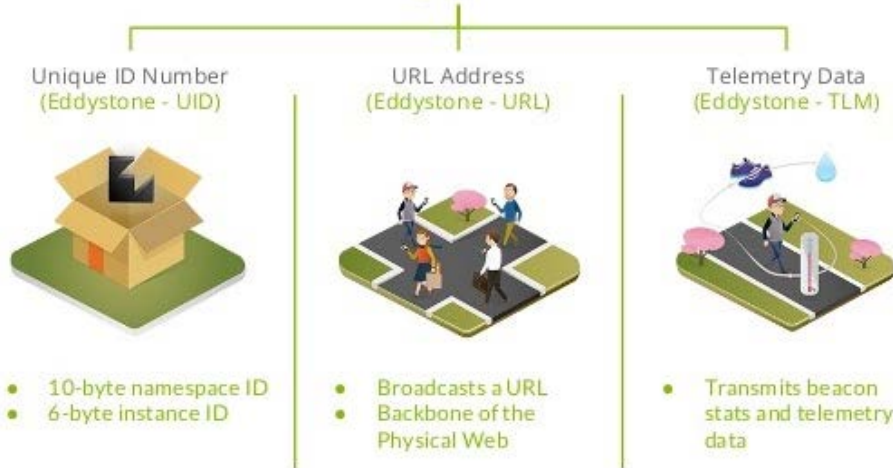 Unique ID Number
(Eddystone - UID)
URL Address
(Eddystone - URL)
Telemetry Data
(Eddystone - TLM)
● 10-byte namespace ID
● 6-byte instance ID
● Broadcasts a URL
● Backbone of the
Physical Web
● Transmits beacon
stats and telemetry
data